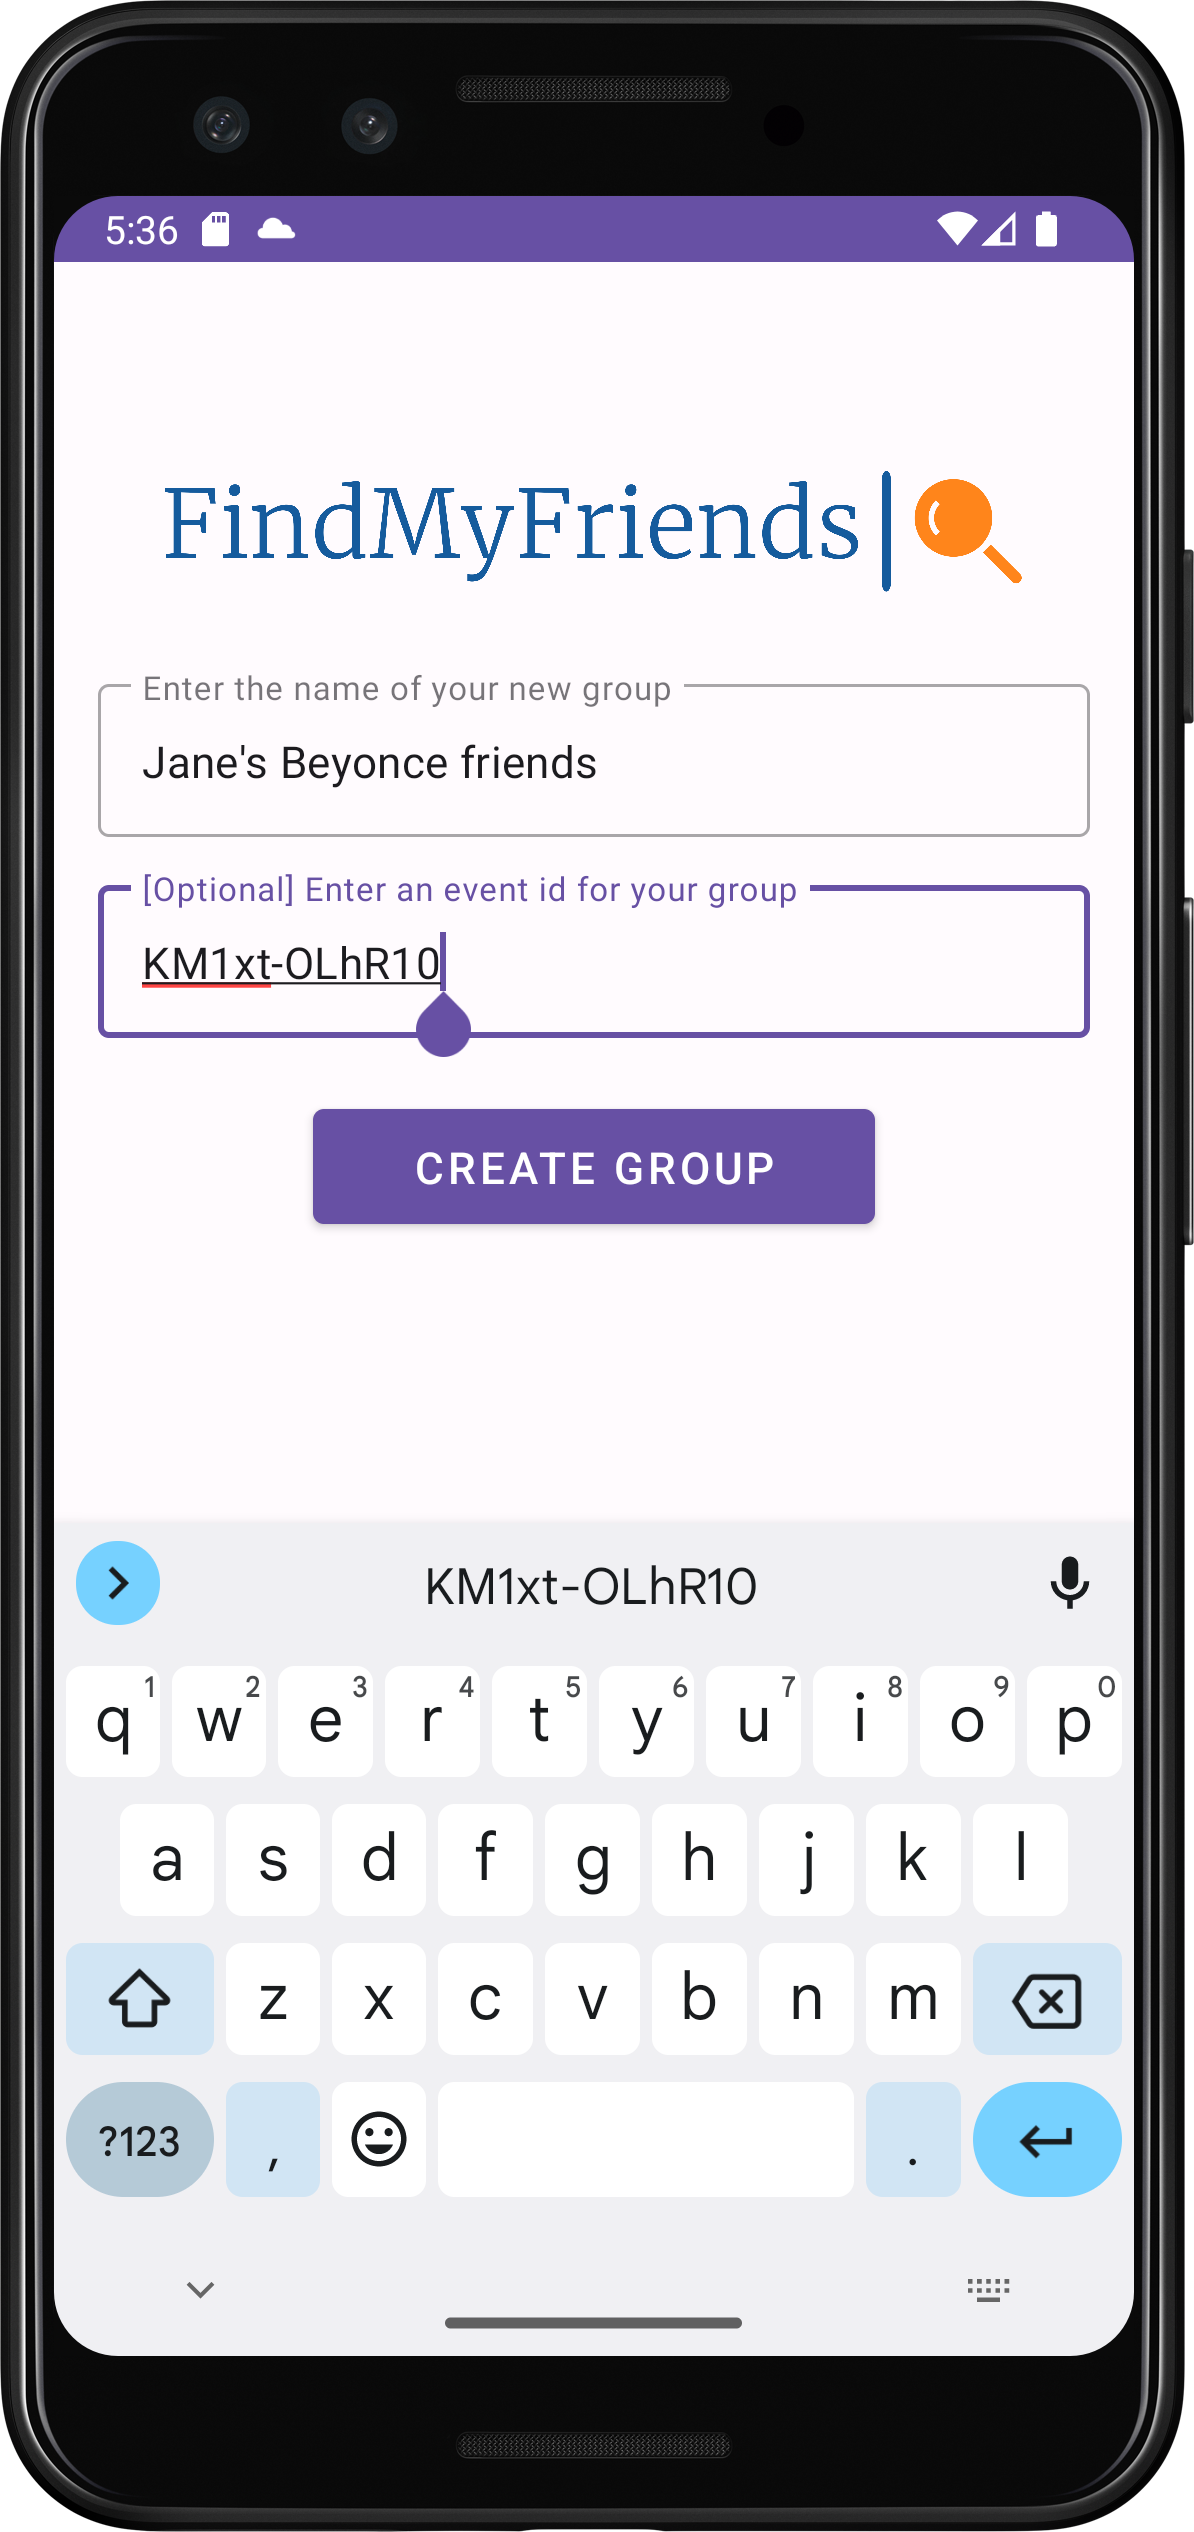 5:36
FindMyFriends
Enter the name of your new group
Jane's Beyonce friends
[Optional] Enter an event id for your group
KM1xt-OLhR10
CREATE GROUP
KM1xt-OLhR10
q 1 w 2 e 3 r 4 t 5 y 6 u 7 i 8 o 9 p 0
a s d f g h j k l
z x c v b n m
?123 , .